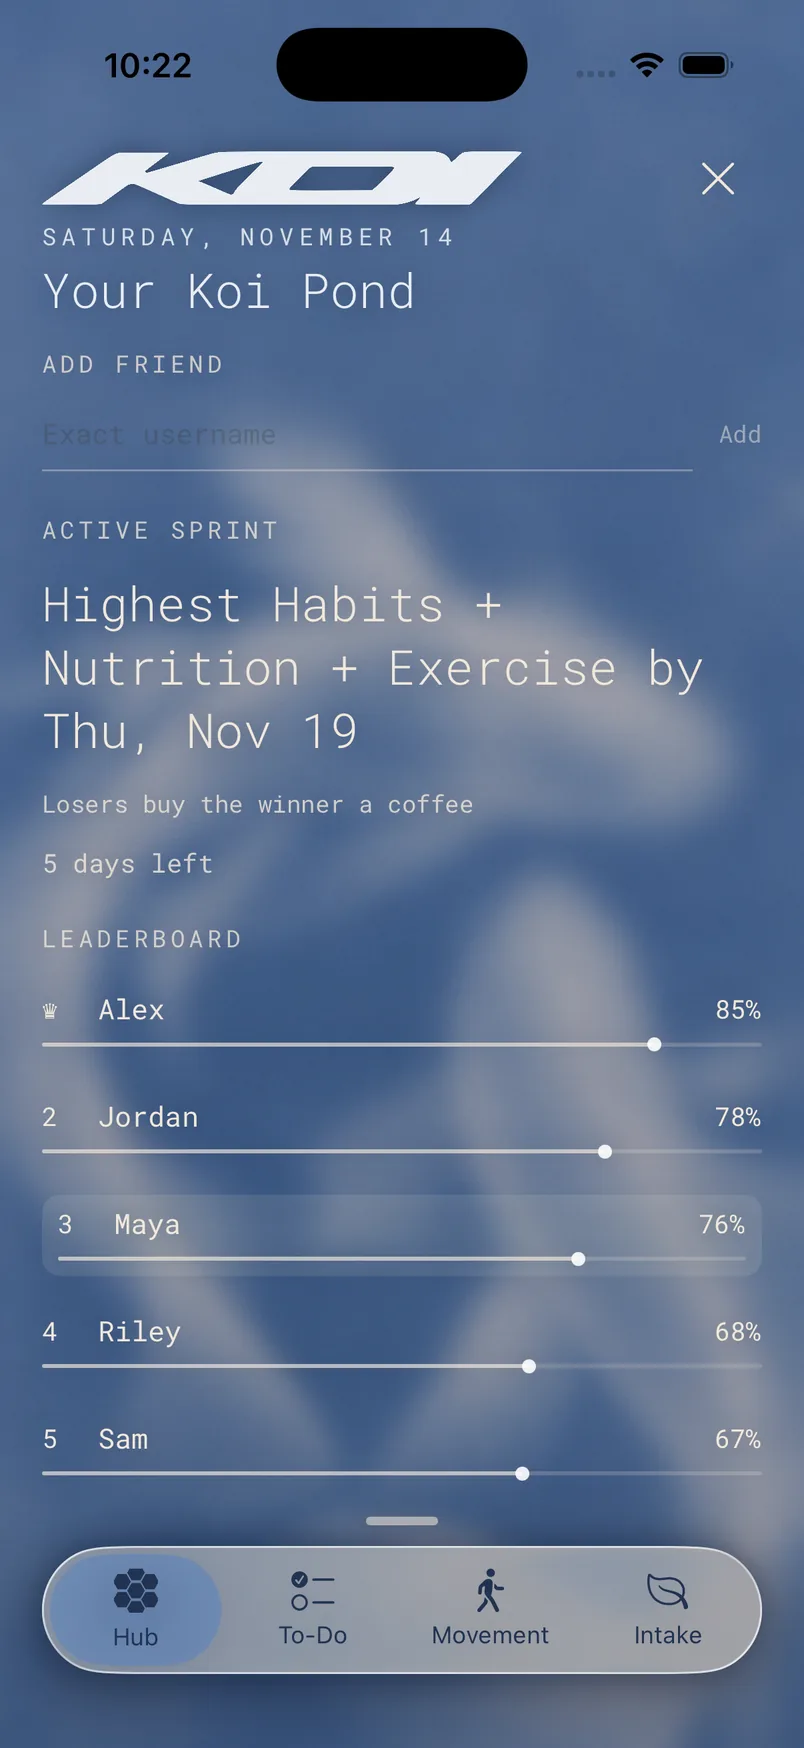 10:22
KOI
SATURDAY, NOVEMBER 14
Your Koi Pond
ADD FRIEND
Exact username
Add
ACTIVE SPRINT
Highest Habits +
Nutrition + Exercise by
Thu, Nov 19
Losers buy the winner a coffee
5 days left
LEADERBOARD
♛ Alex 85%
2 Jordan 78%
3 Maya 76%
4 Riley 68%
5 Sam 67%
Hub To-Do Movement Intake